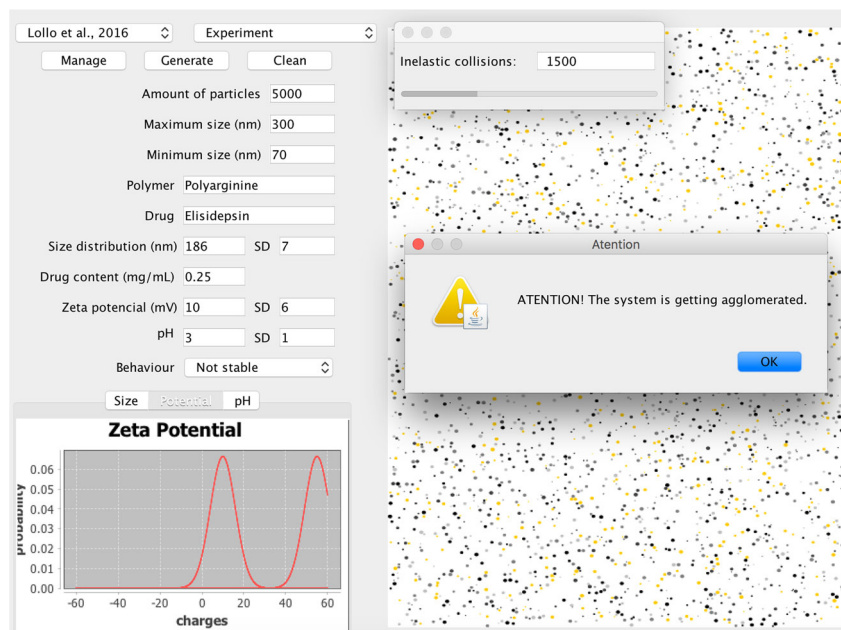 Lollo et al., 2016
Experiment
Manage
Generate
Clean
Amount of particles 5000
Maximum size (nm) 300
Minimum size (nm) 70
Polymer Polyarginine
Drug Elisidepsin
Size distribution (nm) 186 SD 7
Drug content (mg/mL) 0.25
Zeta potencial (mV) 10 SD 6
pH 3 SD 1
Behaviour Not stable
Size Potential pH
Zeta Potential
probability
0.06
0.05
0.04
0.03
0.02
0.01
0.00
-60 -40 -20 0 20 40 60
charges
Inelastic collisions: 1500
Atention
ATENTION! The system is getting agglomerated.
OK